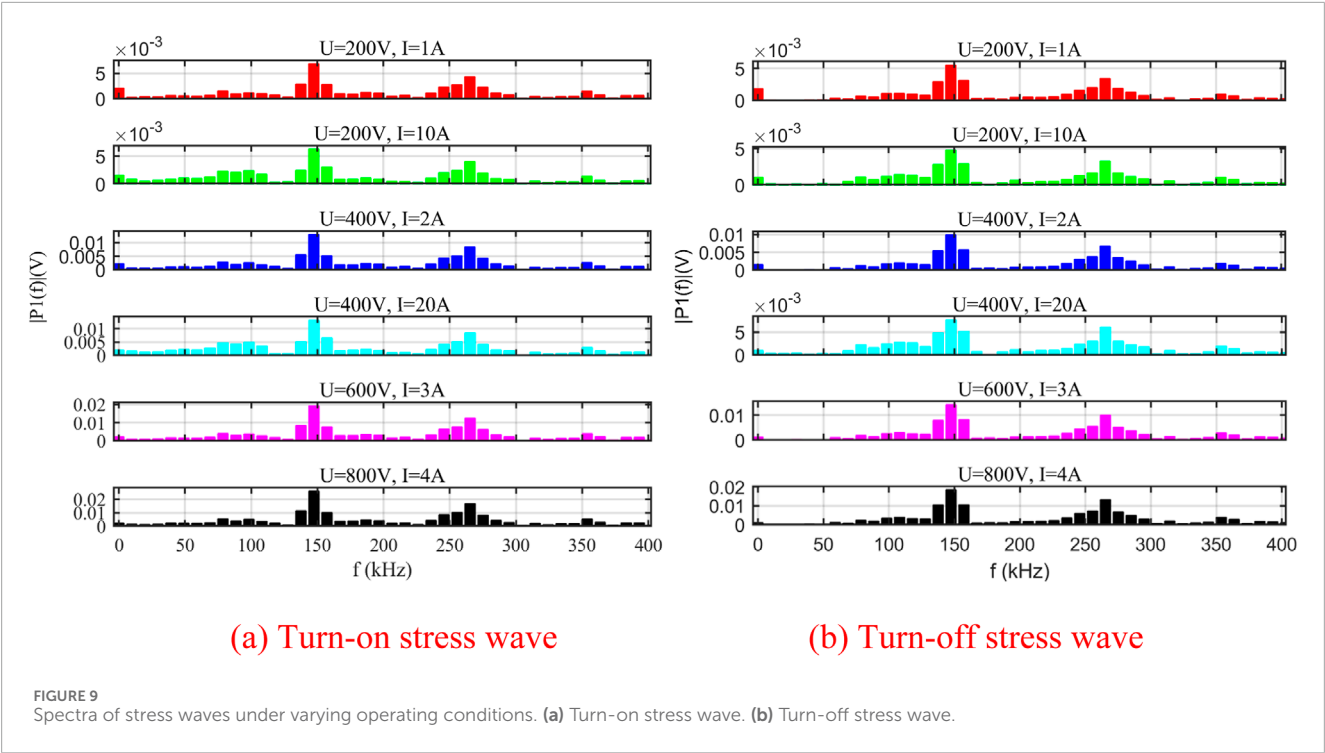 ×10⁻³
U=200V, I=1A
5
0
×10⁻³
U=200V, I=10A
5
0
U=400V, I=2A
0.01
0.005
0
|P1(f)|(V)
U=400V, I=20A
0.01
0.005
0
U=600V, I=3A
0.02
0.01
0
U=800V, I=4A
0.02
0.01
0
0 50 100 150 200 250 300 350 400
f (kHz)
(a) Turn-on stress wave
×10⁻³
U=200V, I=1A
5
0
×10⁻³
U=200V, I=10A
5
0
U=400V, I=2A
0.01
0.005
0
|P1(f)|(V)
×10⁻³
U=400V, I=20A
5
0
U=600V, I=3A
0.01
0
U=800V, I=4A
0.02
0.01
0
0 50 100 150 200 250 300 350 400
f (kHz)
(b) Turn-off stress wave
FIGURE 9
Spectra of stress waves under varying operating conditions. (a) Turn-on stress wave. (b) Turn-off stress wave.